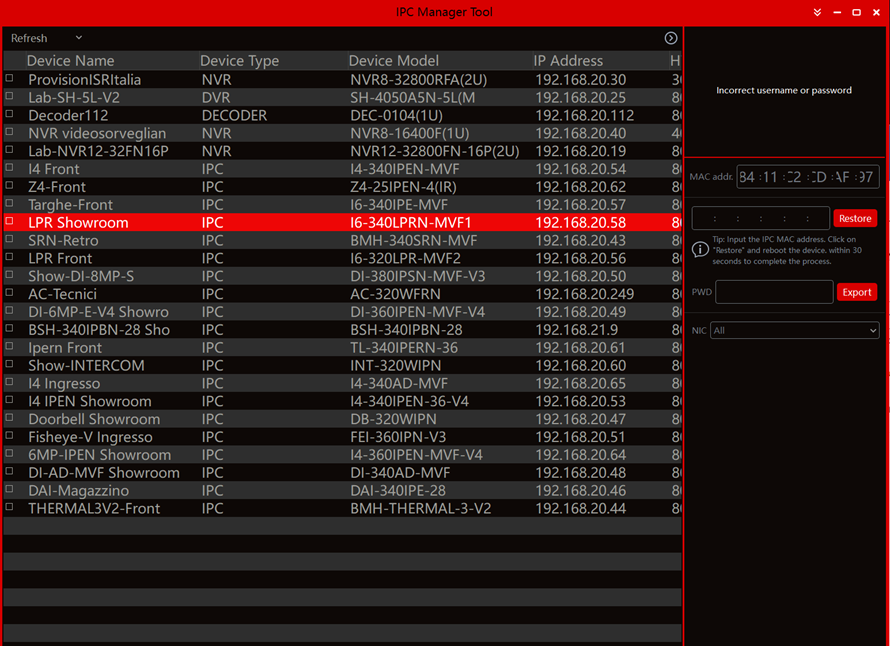 IPC Manager Tool
Refresh
Device Name Device Type Device Model IP Address H
ProvisionISRItalia NVR NVR8-32800RFA(2U) 192.168.20.30
Lab-SH-5L-V2 DVR SH-4050A5N-5L(M 192.168.20.25
Decoder112 DECODER DEC-0104(1U) 192.168.20.112
NVR videosorveglian NVR NVR8-16400F(1U) 192.168.20.40
Lab-NVR12-32FN16P NVR NVR12-32800FN-16P(2U) 192.168.20.19
I4 Front IPC I4-340IPEN-MVF 192.168.20.54
Z4-Front IPC Z4-25IPEN-4(IR) 192.168.20.62
Targhe-Front IPC I6-340IPE-MVF 192.168.20.57
LPR Showroom IPC I6-340LPRN-MVF1 192.168.20.58
SRN-Retro IPC BMH-340SRN-MVF 192.168.20.43
LPR Front IPC I6-320LPR-MVF2 192.168.20.56
Show-DI-8MP-S IPC DI-380IPSN-MVF-V3 192.168.20.50
AC-Tecnici IPC AC-320WFRN 192.168.20.249
DI-6MP-E-V4 Showro IPC DI-360IPEN-MVF-V4 192.168.20.49
BSH-340IPBN-28 Sho IPC BSH-340IPBN-28 192.168.21.9
Ipern Front IPC TL-340IPERN-36 192.168.20.61
Show-INTERCOM IPC INT-320WIPN 192.168.20.60
I4 Ingresso IPC I4-340AD-MVF 192.168.20.65
I4 IPEN Showroom IPC I4-340IPEN-36-V4 192.168.20.53
Doorbell Showroom IPC DB-320WIPN 192.168.20.47
Fisheye-V Ingresso IPC FEI-360IPN-V3 192.168.20.51
6MP-IPEN Showroom IPC I4-360IPEN-MVF-V4 192.168.20.64
DI-AD-MVF Showroom IPC DI-340AD-MVF 192.168.20.48
DAI-Magazzino IPC DAI-340IPE-28 192.168.20.46
THERMAL3V2-Front IPC BMH-THERMAL-3-V2 192.168.20.44
Incorrect username or password
MAC addr. 84 : 11 : C2 : CD : AF : 97
: : : : : Restore
Tip: Input the IPC MAC address. Click on
"Restore" and reboot the device. within 30
seconds to complete the process.
PWD Export
NIC All